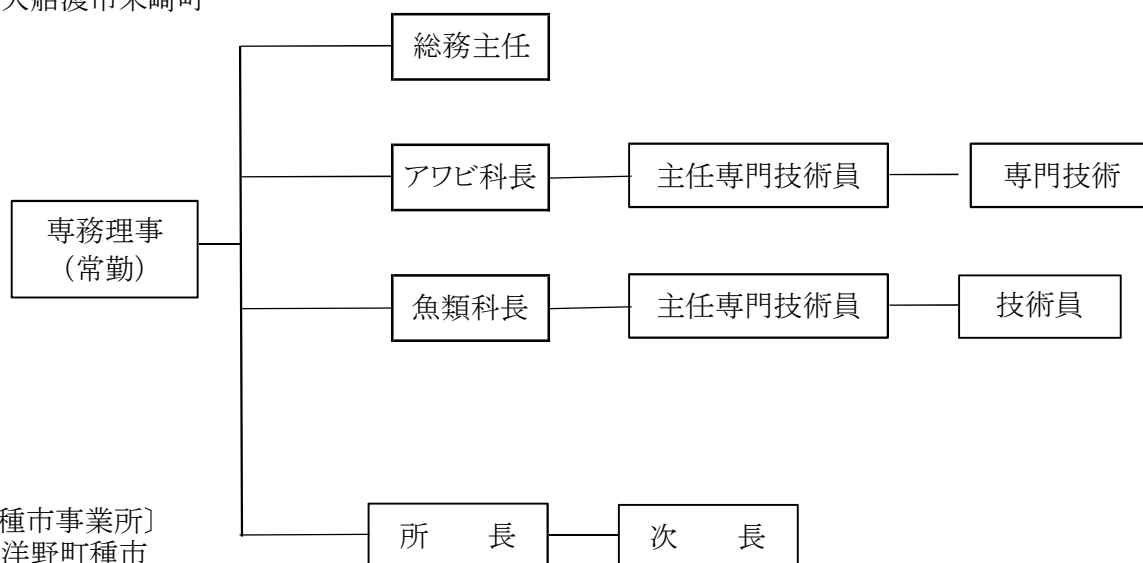 大船渡市末崎町
総務主任
アワビ科長 主任専門技術員 専門技術
専務理事
(常勤)
魚類科長 主任専門技術員 技術員
種市事業所〕
洋野町種市
所 長 次 長